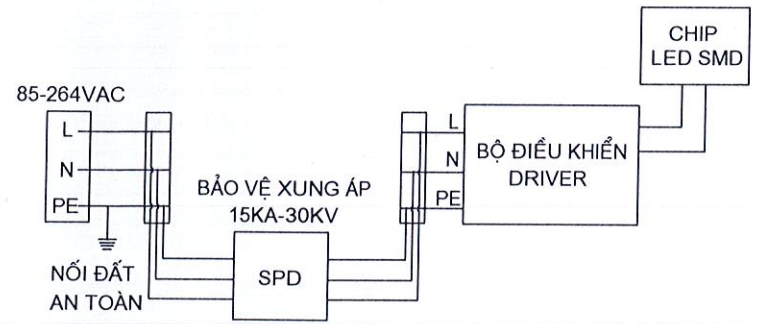 CHIP
LED SMD
85-264VAC
L
N
PE
NỐI ĐẤT
AN TOÀN
BẢO VỆ XUNG ÁP
15KA-30KV
SPD
L
N
PE
BỘ ĐIỀU KHIỂN
DRIVER